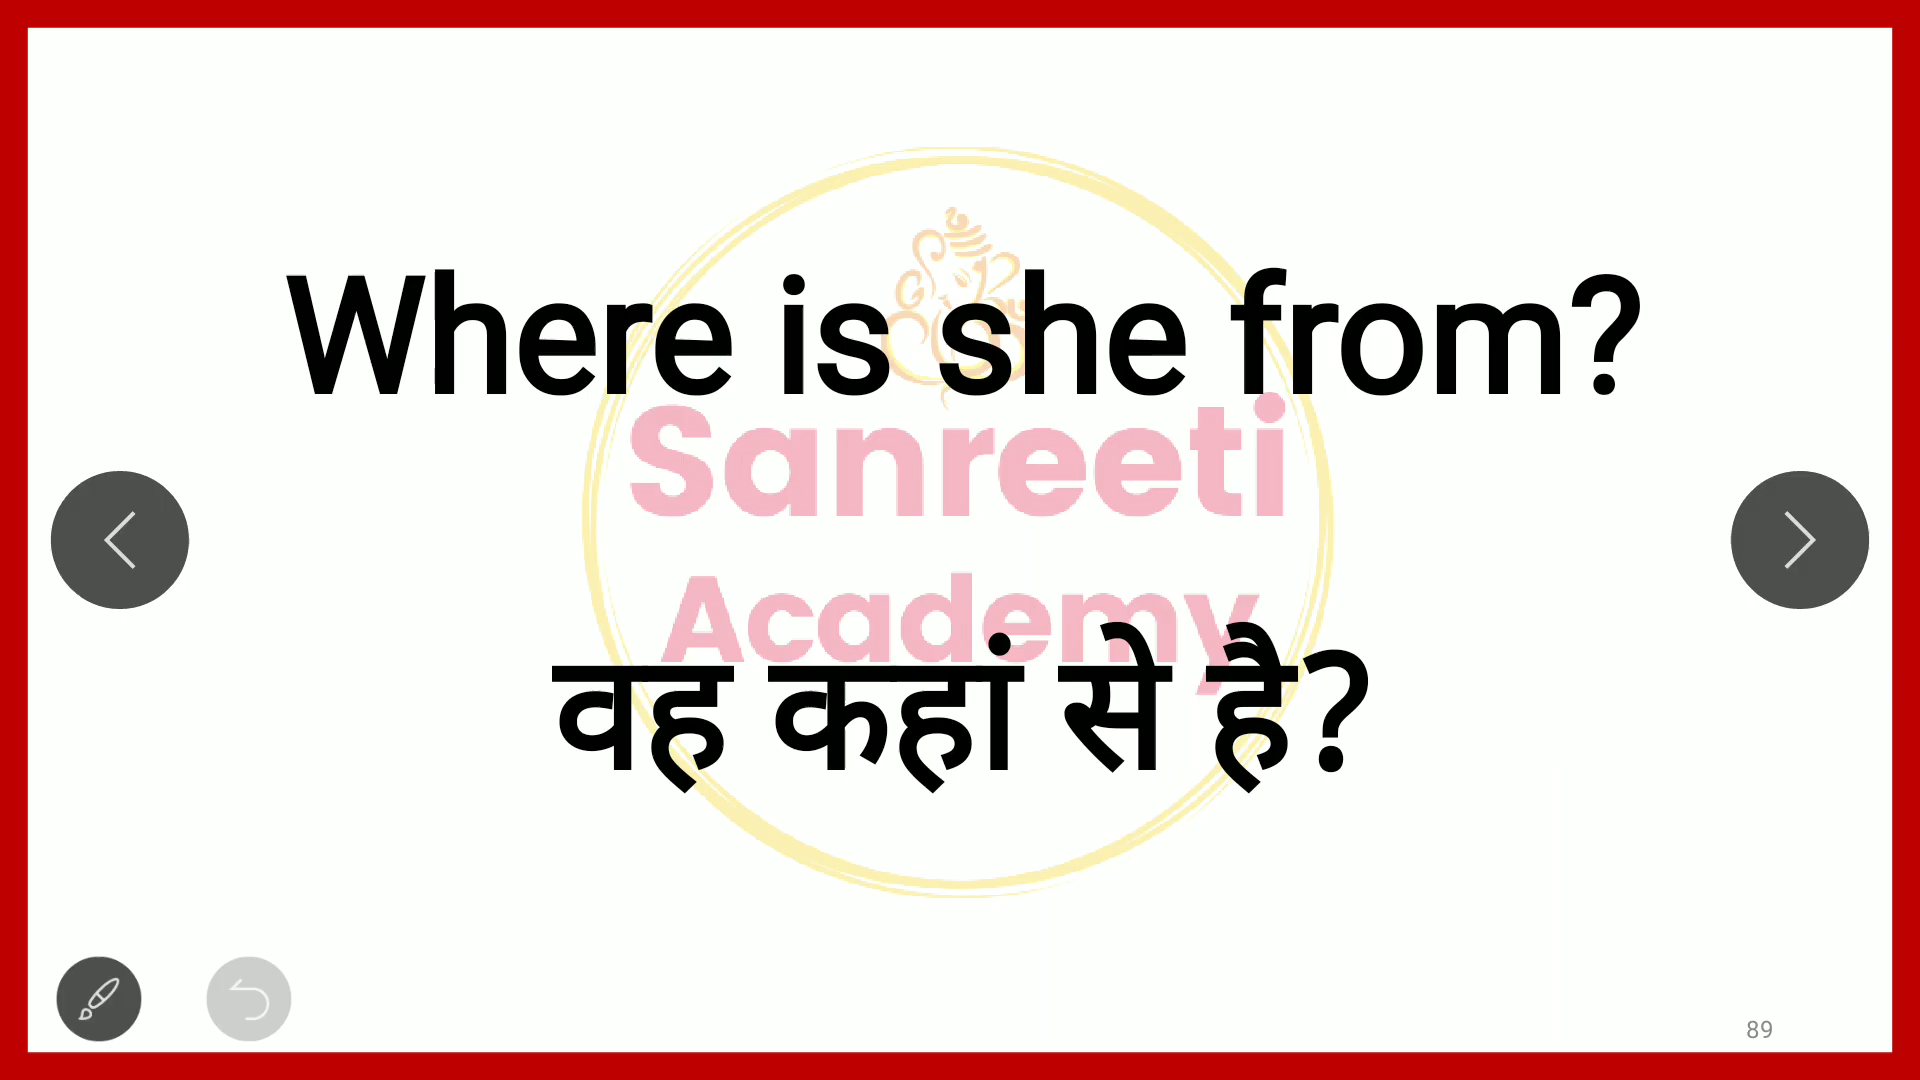 Where is she from?
Sanreeti
Academy
वह कहां से है?
89